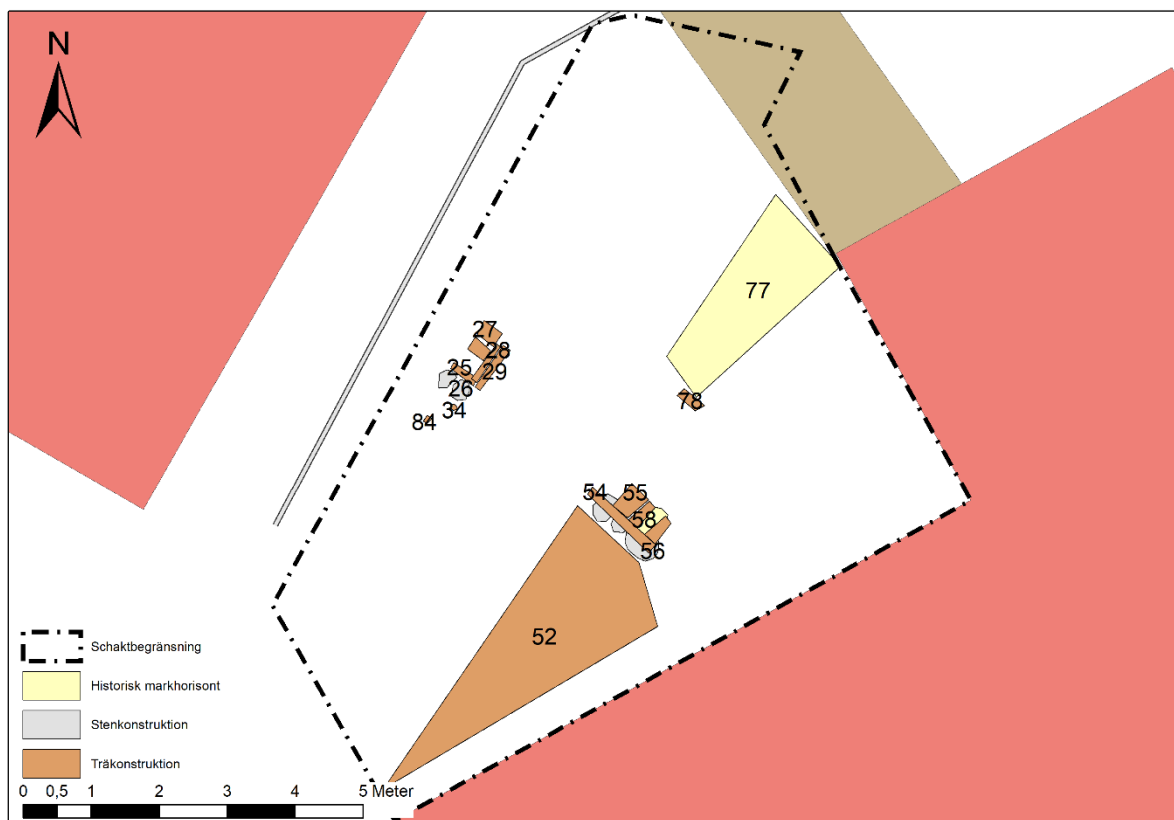 N
77
27
28
25
29
26
78
34
84
54
55
58
56
52
Schaktbegränsning
Historisk markhorisont
Stenkonstruktion
Träkonstruktion
0 0,5 1 2 3 4 5 Meter